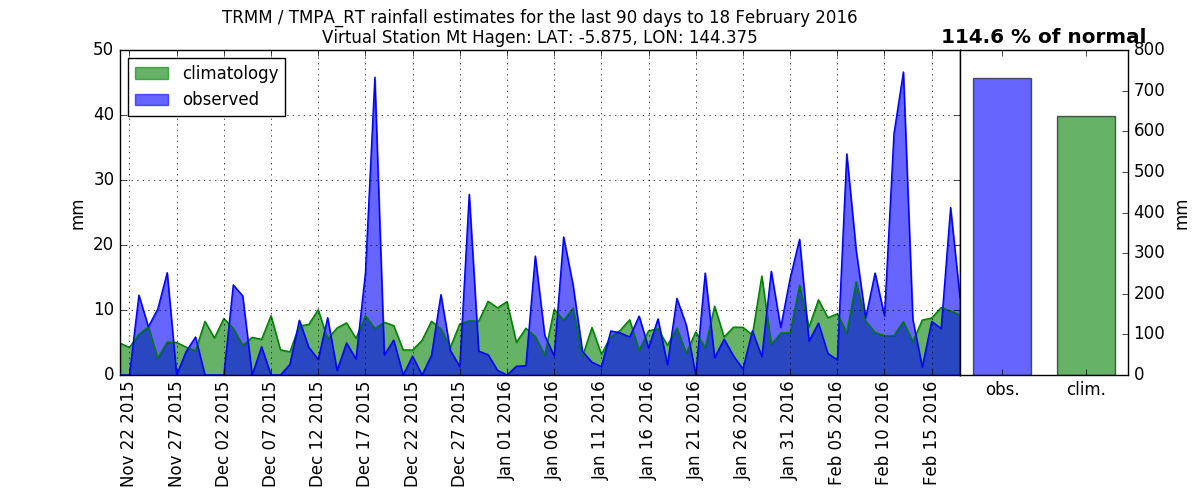 TRMM / TMPA_RT rainfall estimates for the last 90 days to 18 February 2016
Virtual Station Mt Hagen: LAT: -5.875, LON: 144.375
114.6 % of normal
climatology
observed
50
40
30
20
10
0
mm
800
700
600
500
400
300
200
100
0
mm
Nov 22 2015
Nov 27 2015
Dec 02 2015
Dec 07 2015
Dec 12 2015
Dec 17 2015
Dec 22 2015
Dec 27 2015
Jan 01 2016
Jan 06 2016
Jan 11 2016
Jan 16 2016
Jan 21 2016
Jan 26 2016
Jan 31 2016
Feb 05 2016
Feb 10 2016
Feb 15 2016
obs.
clim.